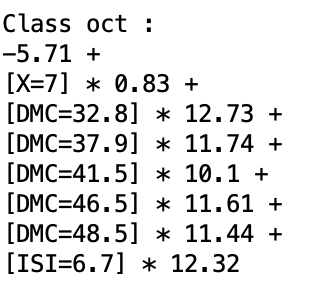 Class oct :
-5.71 +
[X=7] * 0.83 +
[DMC=32.8] * 12.73 +
[DMC=37.9] * 11.74 +
[DMC=41.5] * 10.1 +
[DMC=46.5] * 11.61 +
[DMC=48.5] * 11.44 +
[ISI=6.7] * 12.32